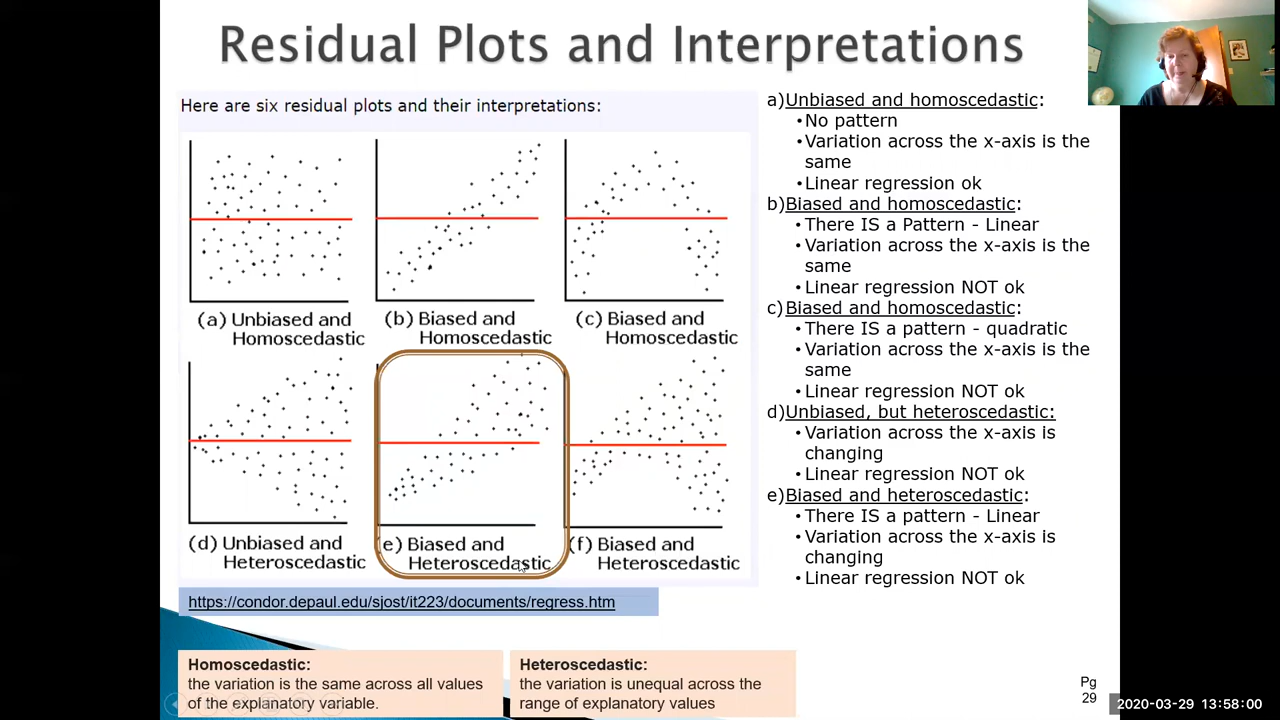 Residual Plots and Interpretations
Here are six residual plots and their interpretations:
(a) Unbiased and
Homoscedastic
(b) Biased and
Homoscedastic
(c) Biased and
Homoscedastic
(d) Unbiased and
Heteroscedastic
(e) Biased and
Heteroscedastic
(f) Biased and
Heteroscedastic
https://condor.depaul.edu/sjost/it223/documents/regress.htm
a)Unbiased and homoscedastic:
•No pattern
•Variation across the x-axis is the
same
•Linear regression ok
b)Biased and homoscedastic:
•There IS a Pattern - Linear
•Variation across the x-axis is the
same
•Linear regression NOT ok
c)Biased and homoscedastic:
•There IS a pattern - quadratic
•Variation across the x-axis is the
same
•Linear regression NOT ok
d)Unbiased, but heteroscedastic:
•Variation across the x-axis is
changing
•Linear regression NOT ok
e)Biased and heteroscedastic:
•There IS a pattern - Linear
•Variation across the x-axis is
changing
•Linear regression NOT ok
Homoscedastic:
the variation is the same across all values
of the explanatory variable.
Heteroscedastic:
the variation is unequal across the
range of explanatory values
Pg
29
2020-03-29 13:58:00